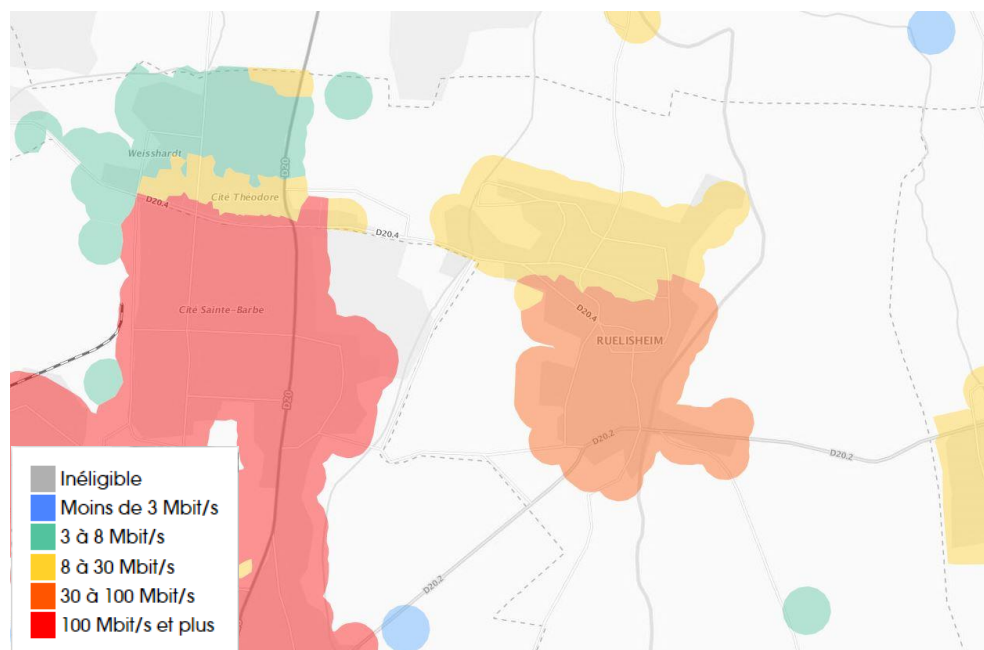 Weisshardt
D20
Cité Théodore
D20.4
D20.4
Cité Sainte-Barbe
D20.4
RUELISHEIM
D20
D20.2
D20.2
D20.2
Inéligible
Moins de 3 Mbit/s
3 à 8 Mbit/s
8 à 30 Mbit/s
30 à 100 Mbit/s
100 Mbit/s et plus